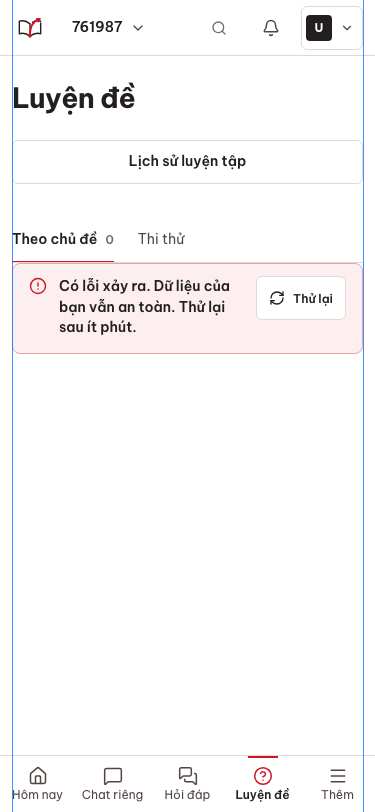 761987
U
Luyện đề
Lịch sử luyện tập
Theo chủ đề 0 Thi thử
Có lỗi xảy ra. Dữ liệu của
bạn vẫn an toàn. Thử lại
sau ít phút.
Thử lại
Hôm nay Chat riêng Hỏi đáp Luyện đề Thêm